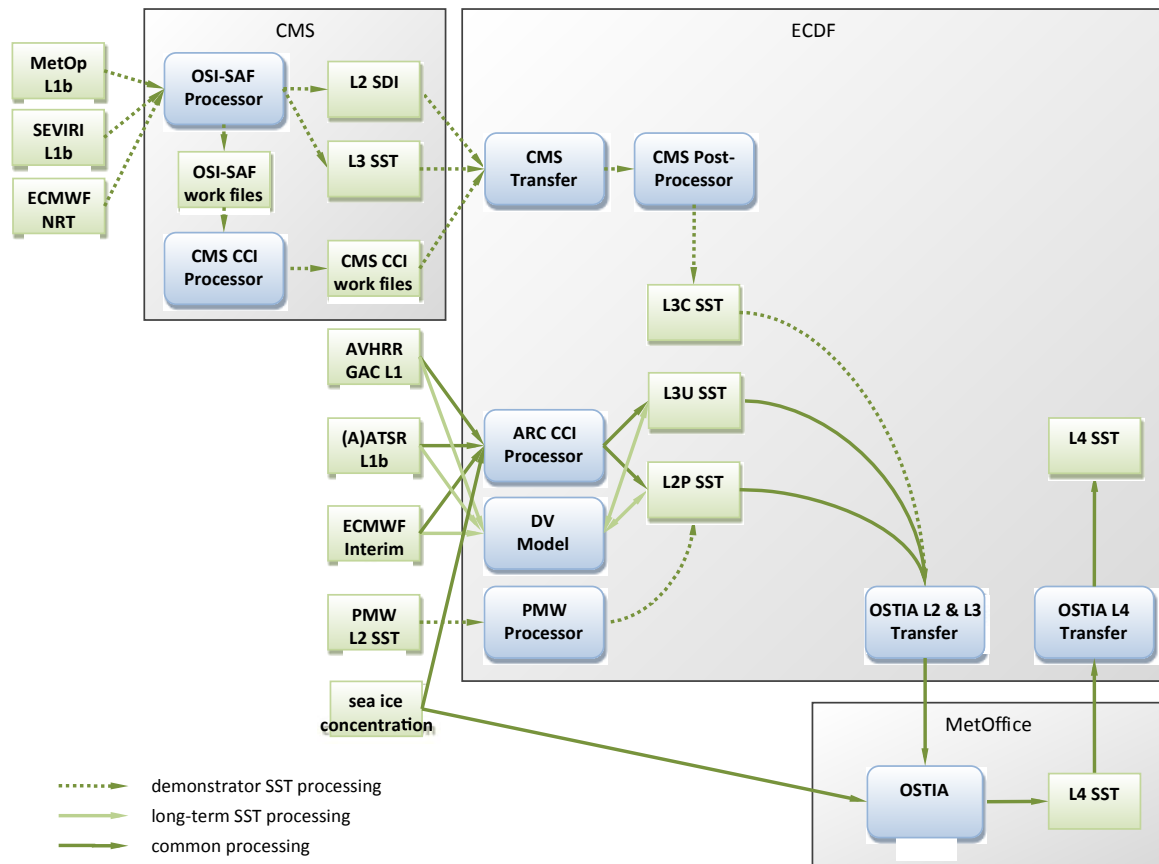 CMS
ECDF
MetOp
L1b
SEVIRI
L1b
ECMWF
NRT
OSI-SAF
Processor
OSI-SAF
work files
CMS CCI
Processor
L2 SDI
L3 SST
CMS CCI
work files
CMS
Transfer
CMS Post-
Processor
L3C SST
AVHRR
GAC L1
(A)ATSR
L1b
ECMWF
Interim
PMW
L2 SST
sea ice
concentration
ARC CCI
Processor
DV
Model
PMW
Processor
L3U SST
L2P SST
L4 SST
OSTIA L2 & L3
Transfer
OSTIA L4
Transfer
MetOffice
OSTIA
L4 SST
demonstrator SST processing
long-term SST processing
common processing